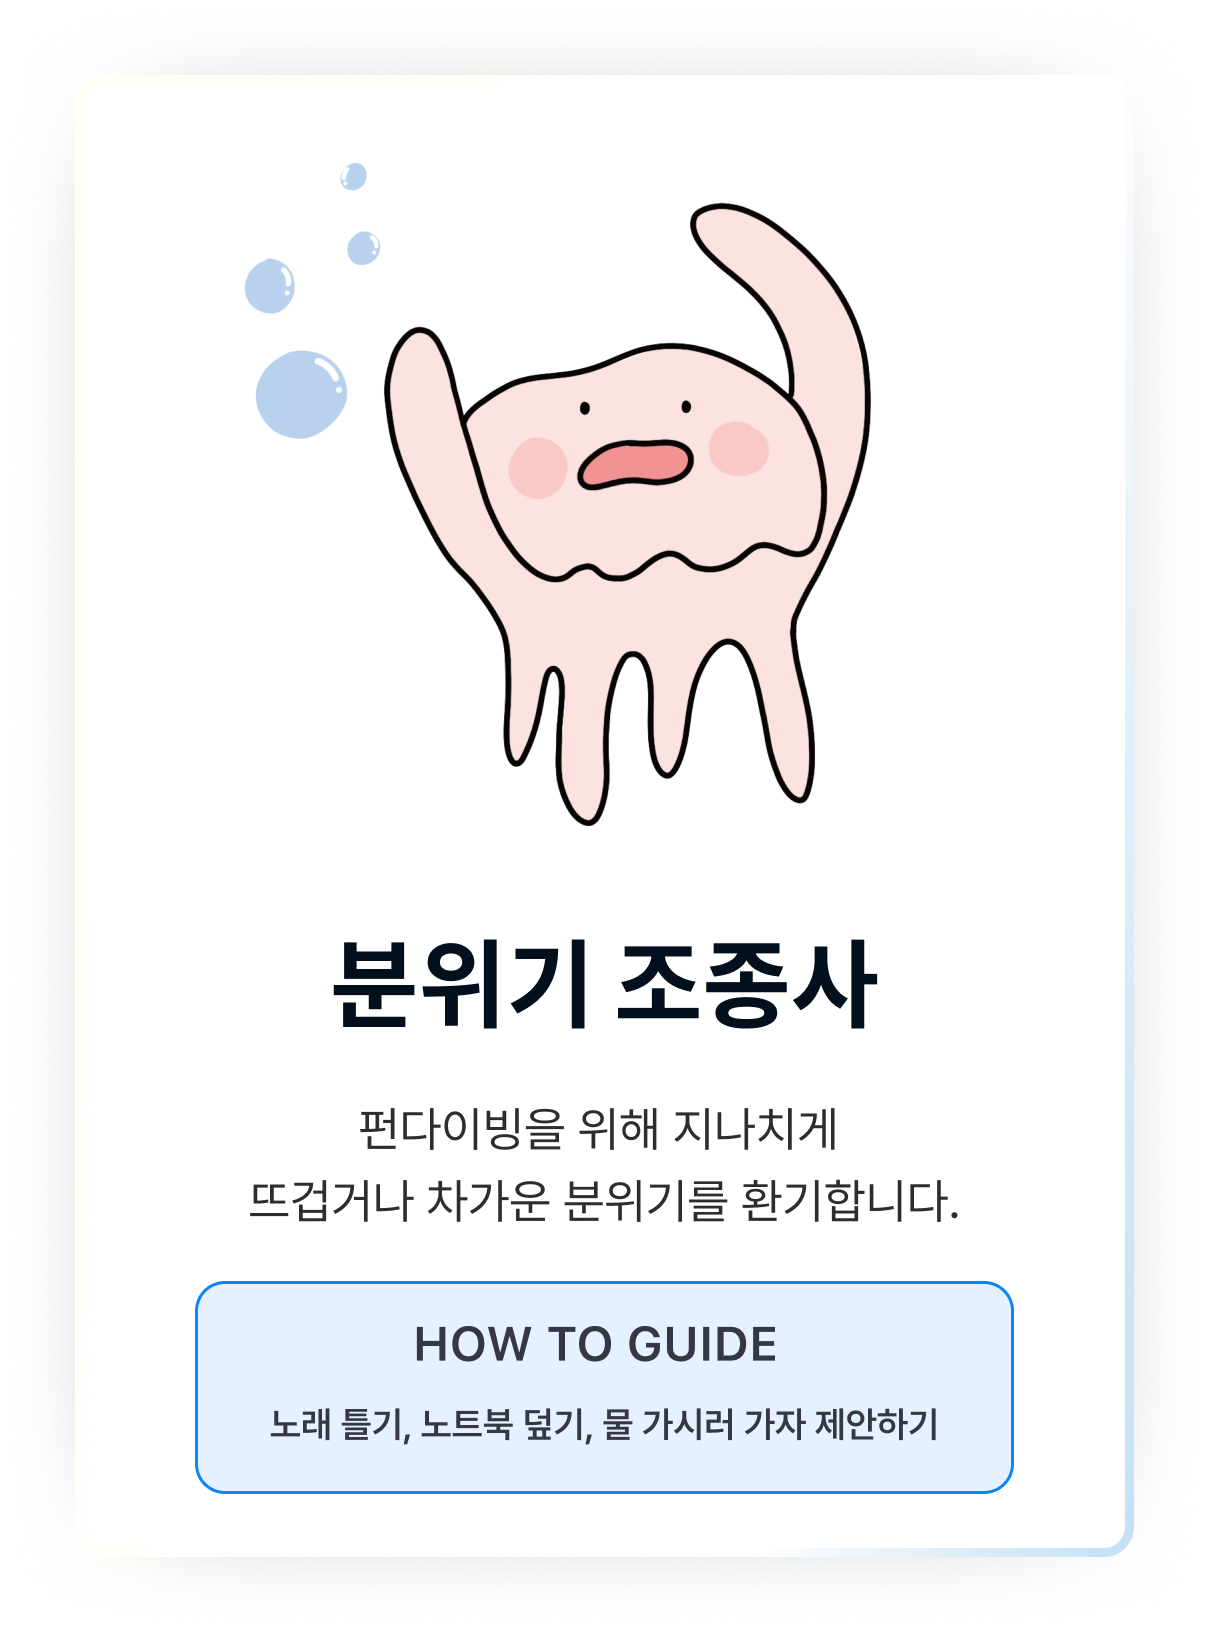 분위기 조종사
펀다이빙을 위해 지나치게
뜨겁거나 차가운 분위기를 환기합니다.
HOW TO GUIDE
노래 틀기, 노트북 덮기, 물 가시러 가자 제안하기